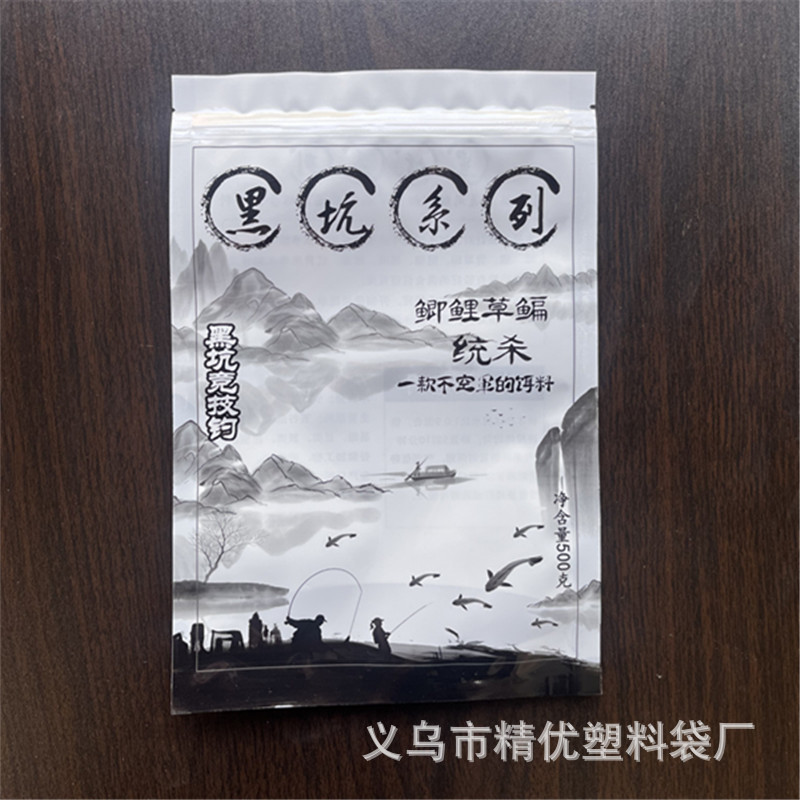 黑坑系列
鲫鲤草鳊
统杀
一款不空军的饵料
黑坑竞技钓
净含量500克
义乌市精优塑料袋厂